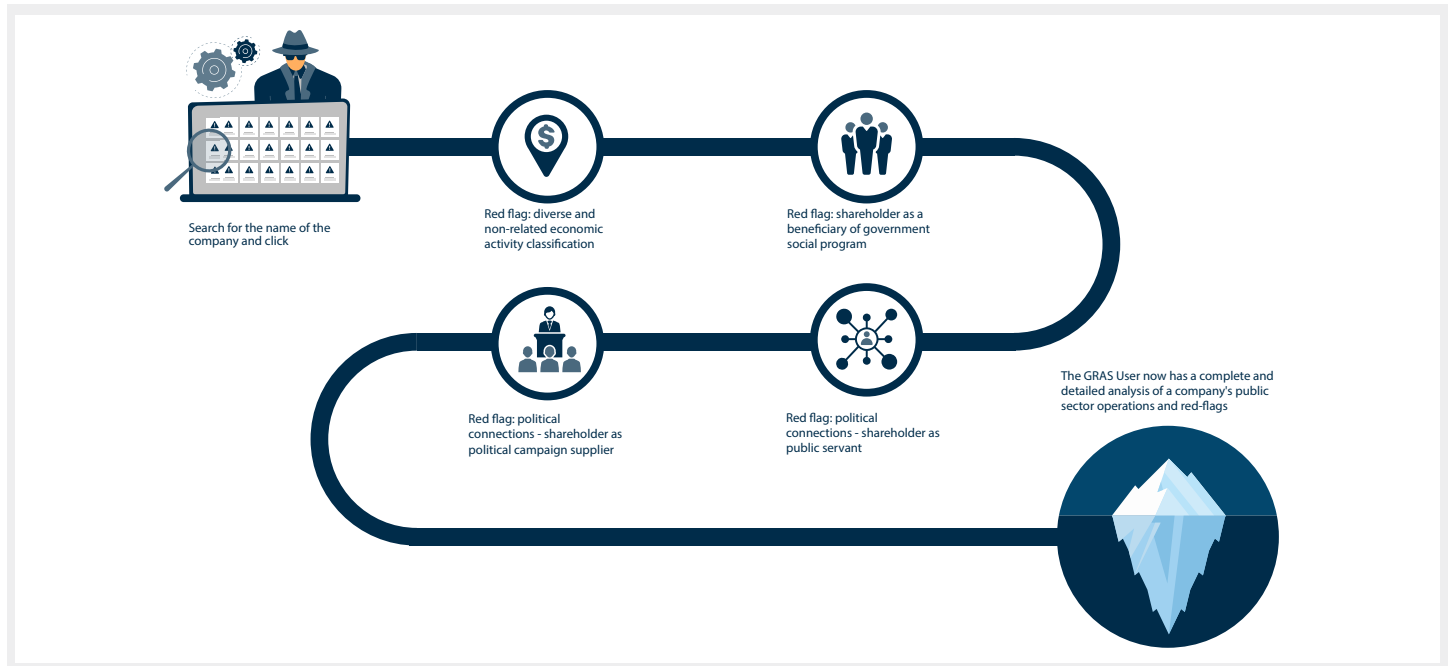 Search for the name of the
company and click
Red flag: diverse and
non-related economic
activity classification
Red flag: shareholder as a
beneficiary of government
social program
Red flag: political
connections - shareholder as
public servant
Red flag: political
connections - shareholder as
political campaign supplier
The GRAS User now has a complete and
detailed analysis of a company's public
sector operations and red-flags